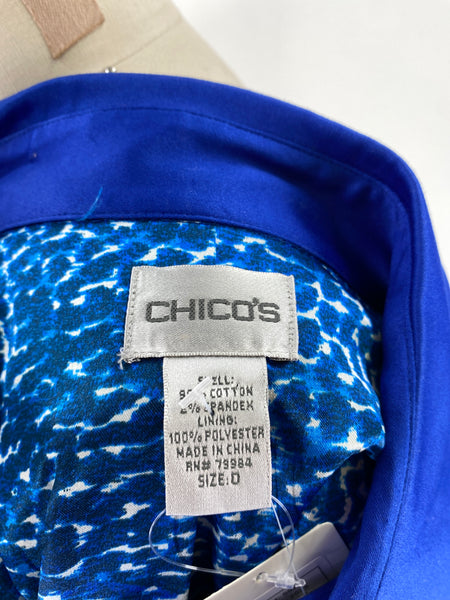 CHICO'S
SHELL:
COTTON
2% SPANDEX
LINING:
100% POLYESTER
MADE IN CHINA
RN# 79984
SIZE: 0